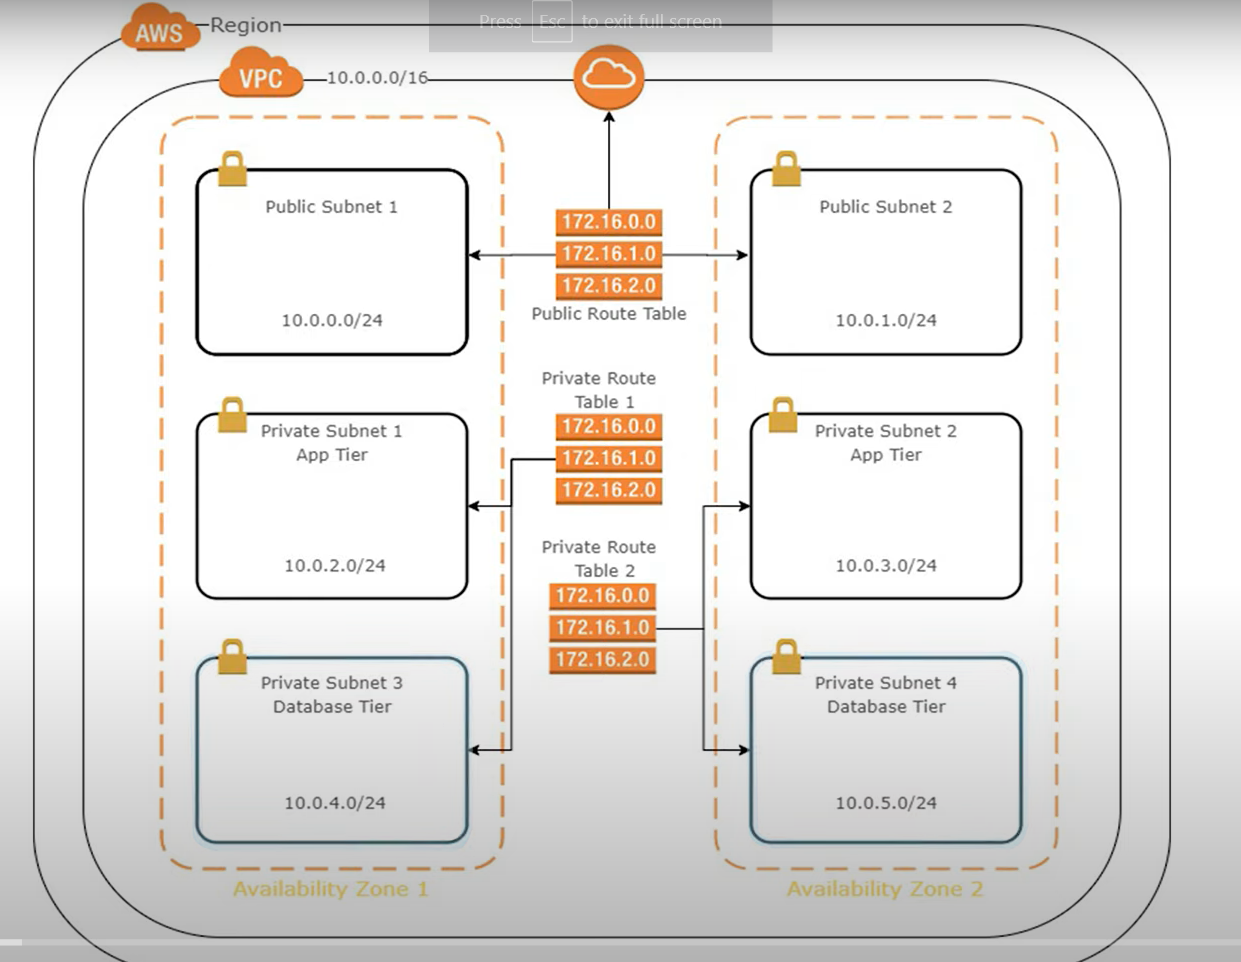 Press Esc to exit full screen
AWS
Region
VPC
10.0.0.0/16
Public Subnet 1
10.0.0.0/24
172.16.0.0
172.16.1.0
172.16.2.0
Public Route Table
Public Subnet 2
10.0.1.0/24
Private Route
Table 1
172.16.0.0
172.16.1.0
172.16.2.0
Private Subnet 1
App Tier
10.0.2.0/24
Private Subnet 2
App Tier
10.0.3.0/24
Private Route
Table 2
172.16.0.0
172.16.1.0
172.16.2.0
Private Subnet 3
Database Tier
10.0.4.0/24
Private Subnet 4
Database Tier
10.0.5.0/24
Availability Zone 1
Availability Zone 2